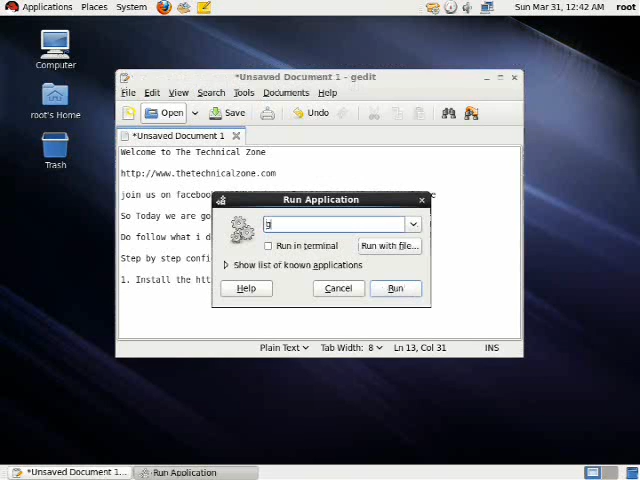 Applications Places System Sun Mar 31, 12:42 AM root
Computer
root's Home
Trash
*Unsaved Document 1 - gedit
File Edit View Search Tools Documents Help
Open Save Undo
*Unsaved Document 1
Welcome to The Technical Zone
http://www.thetechnicalzone.com
join us on facebook
So Today we are go
Do follow what i d
Step by step confi
1. Install the htt
Run Application
g
Run in terminal Run with file...
Show list of known applications
Help Cancel Run
Plain Text Tab Width: 8 Ln 13, Col 31 INS
*Unsaved Document 1... Run Application